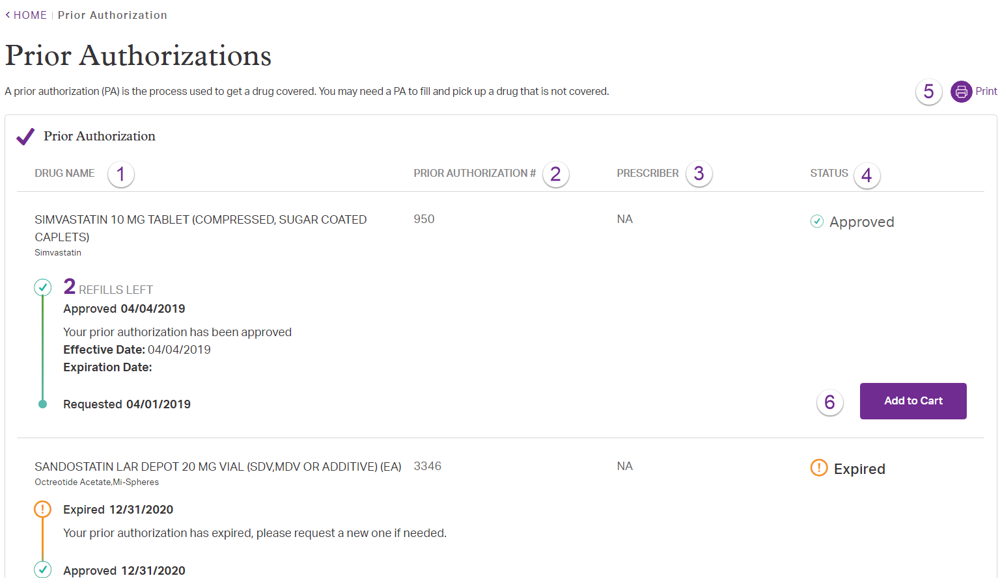 HOME | Prior Authorization
Prior Authorizations
A prior authorization (PA) is the process used to get a drug covered. You may need a PA to fill and pick up a drug that is not covered.
5 Print
Prior Authorization
DRUG NAME 1 PRIOR AUTHORIZATION # 2 PRESCRIBER 3 STATUS 4
SIMVASTATIN 10 MG TABLET (COMPRESSED, SUGAR COATED 950 NA Approved
CAPLETS)
Simvastatin
2 REFILLS LEFT
Approved 04/04/2019
Your prior authorization has been approved
Effective Date: 04/04/2019
Expiration Date:
Requested 04/01/2019
6 Add to Cart
SANDOSTATIN LAR DEPOT 20 MG VIAL (SDV,MDV OR ADDITIVE) (EA) 3346 NA Expired
Octreotide Acetate,Mi-Spheres
Expired 12/31/2020
Your prior authorization has expired, please request a new one if needed.
Approved 12/31/2020